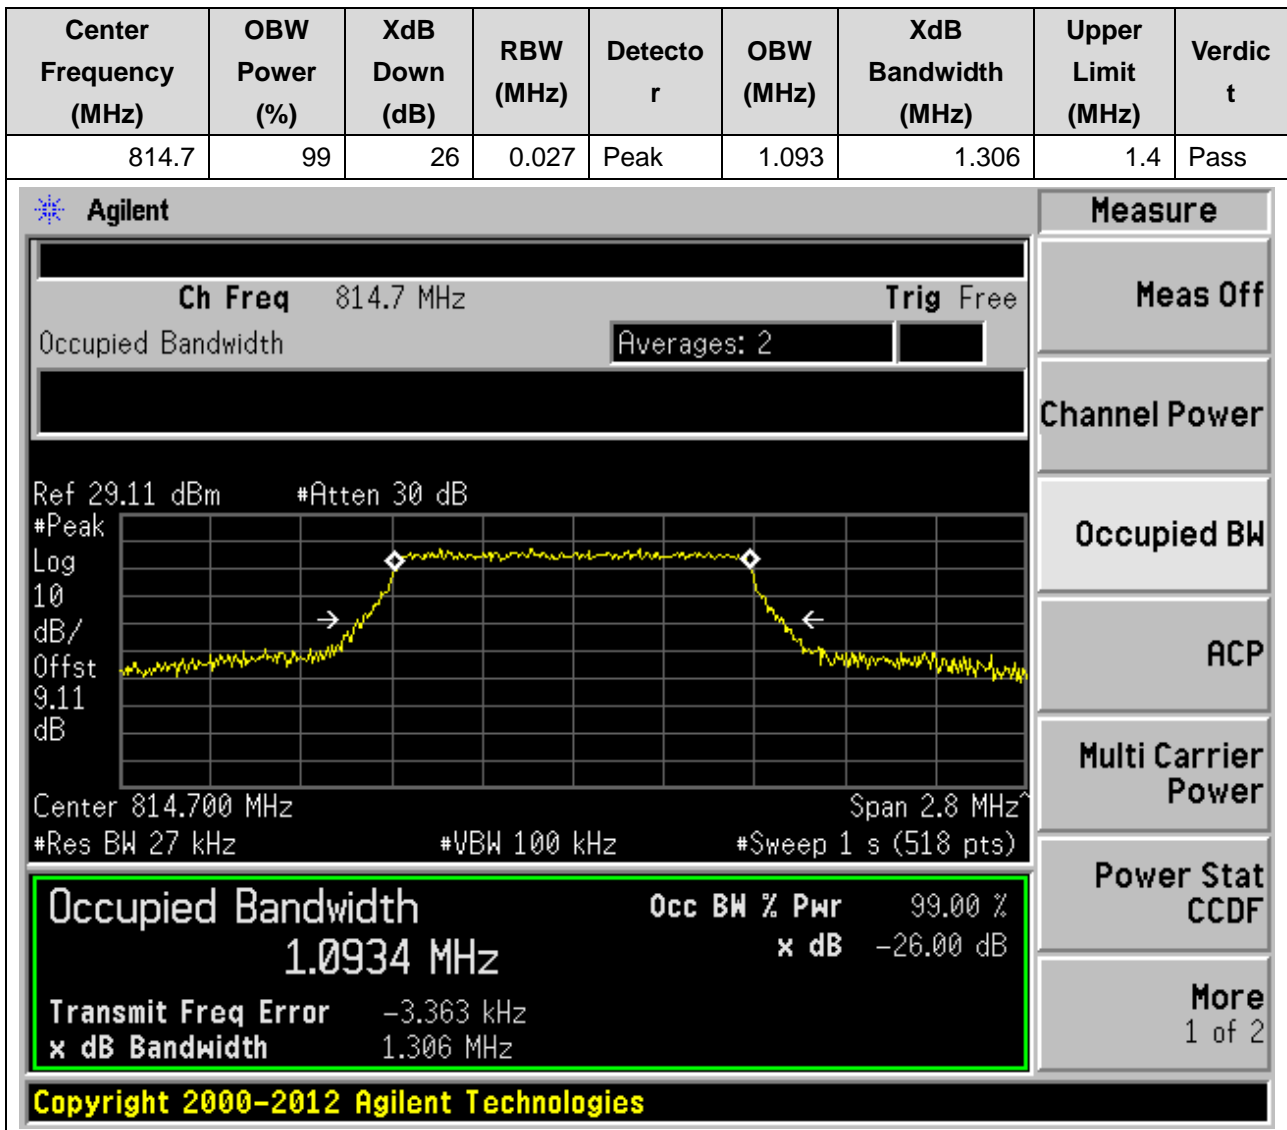 Center Frequency (MHz) OBW Power (%) XdB Down (dB) RBW (MHz) Detector OBW (MHz) XdB Bandwidth (MHz) Upper Limit (MHz) Verdict
814.7 99 26 0.027 Peak 1.093 1.306 1.4 Pass
Agilent
Measure
Ch Freq 814.7 MHz Trig Free
Meas Off
Occupied Bandwidth Averages: 2
Channel Power
Ref 29.11 dBm #Atten 30 dB
#Peak
Log
10
dB/
Offst
9.11
dB
Occupied BW
ACP
Multi Carrier
Power
Center 814.700 MHz Span 2.8 MHz^
#Res BW 27 kHz #VBW 100 kHz #Sweep 1 s (518 pts)
Power Stat
CCDF
Occupied Bandwidth Occ BW % Pwr 99.00 %
1.0934 MHz x dB -26.00 dB
Transmit Freq Error -3.363 kHz
x dB Bandwidth 1.306 MHz
More
1 of 2
Copyright 2000-2012 Agilent Technologies